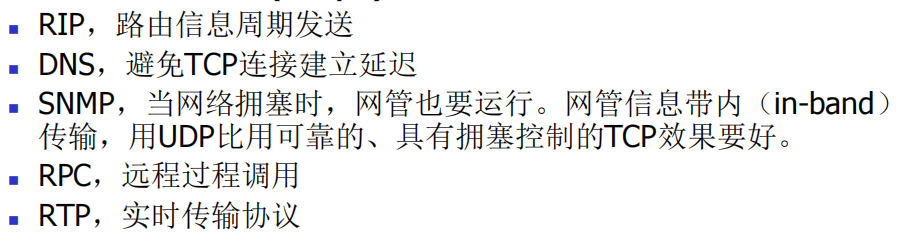 ▪ RIP，路由信息周期发送
▪ DNS，避免TCP连接建立延迟
▪ SNMP，当网络拥塞时，网管也要运行。网管信息带内（in-band）
传输，用UDP比用可靠的、具有拥塞控制的TCP效果要好。
▪ RPC，远程过程调用
▪ RTP，实时传输协议